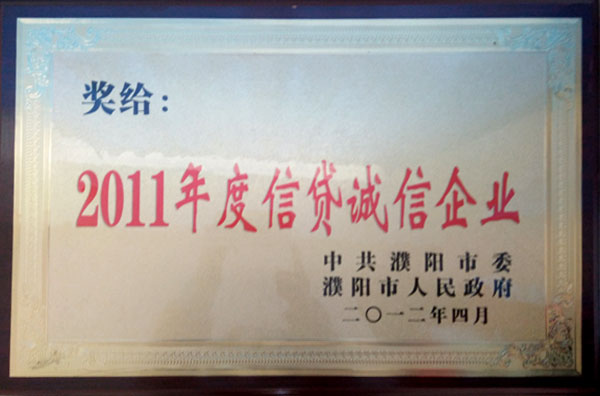 奖给：
2011年度信贷诚信企业
中共濮阳市委
濮阳市人民政府
二〇一二年四月